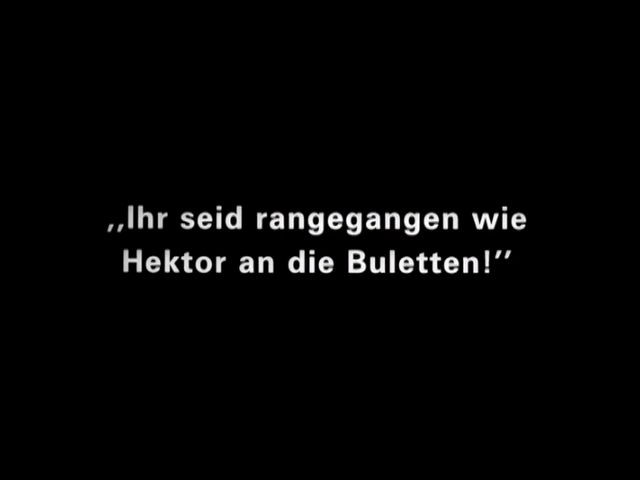 ,,Ihr seid rangegangen wie
Hektor an die Buletten!’’